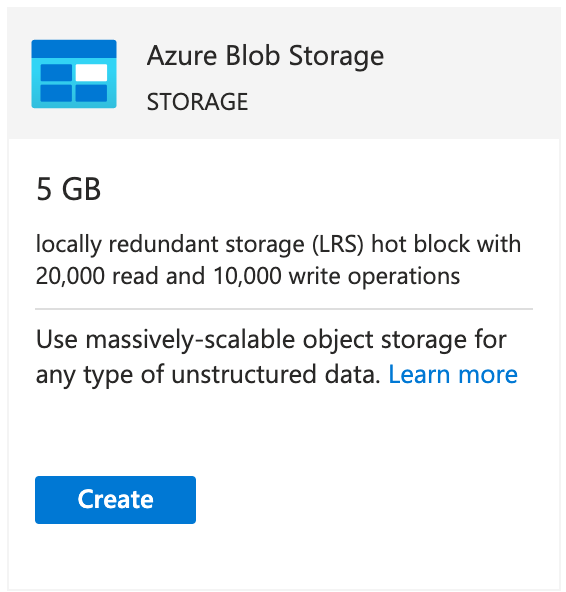 Azure Blob Storage
STORAGE
5 GB
locally redundant storage (LRS) hot block with
20,000 read and 10,000 write operations
Use massively-scalable object storage for
any type of unstructured data. Learn more
Create